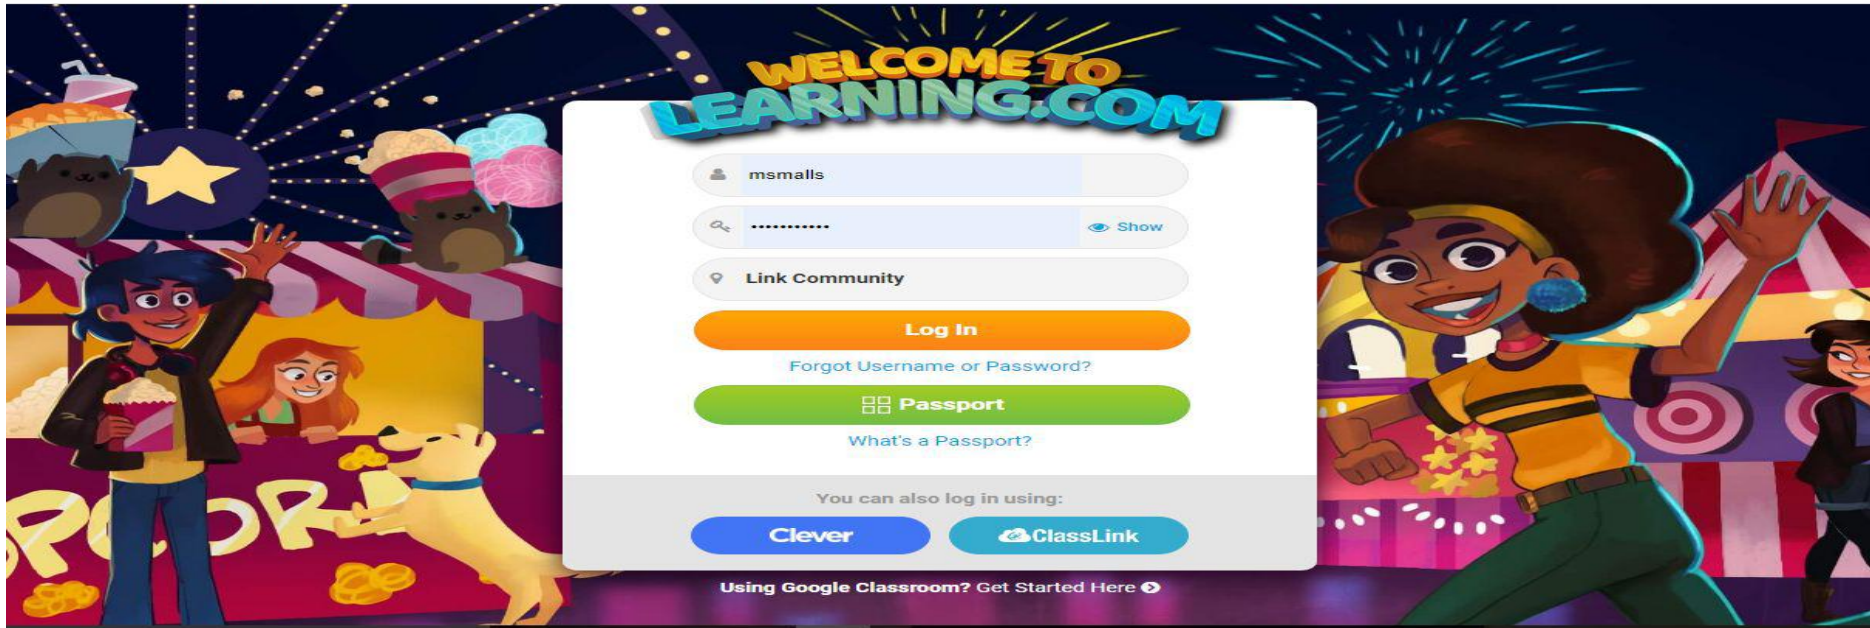 WELCOME TO
LEARNING.COM
msmalls
•••••••••••
Show
Link Community
Log In
Forgot Username or Password?
Passport
What's a Passport?
You can also log in using:
Clever
ClassLink
Using Google Classroom? Get Started Here
POPCOR